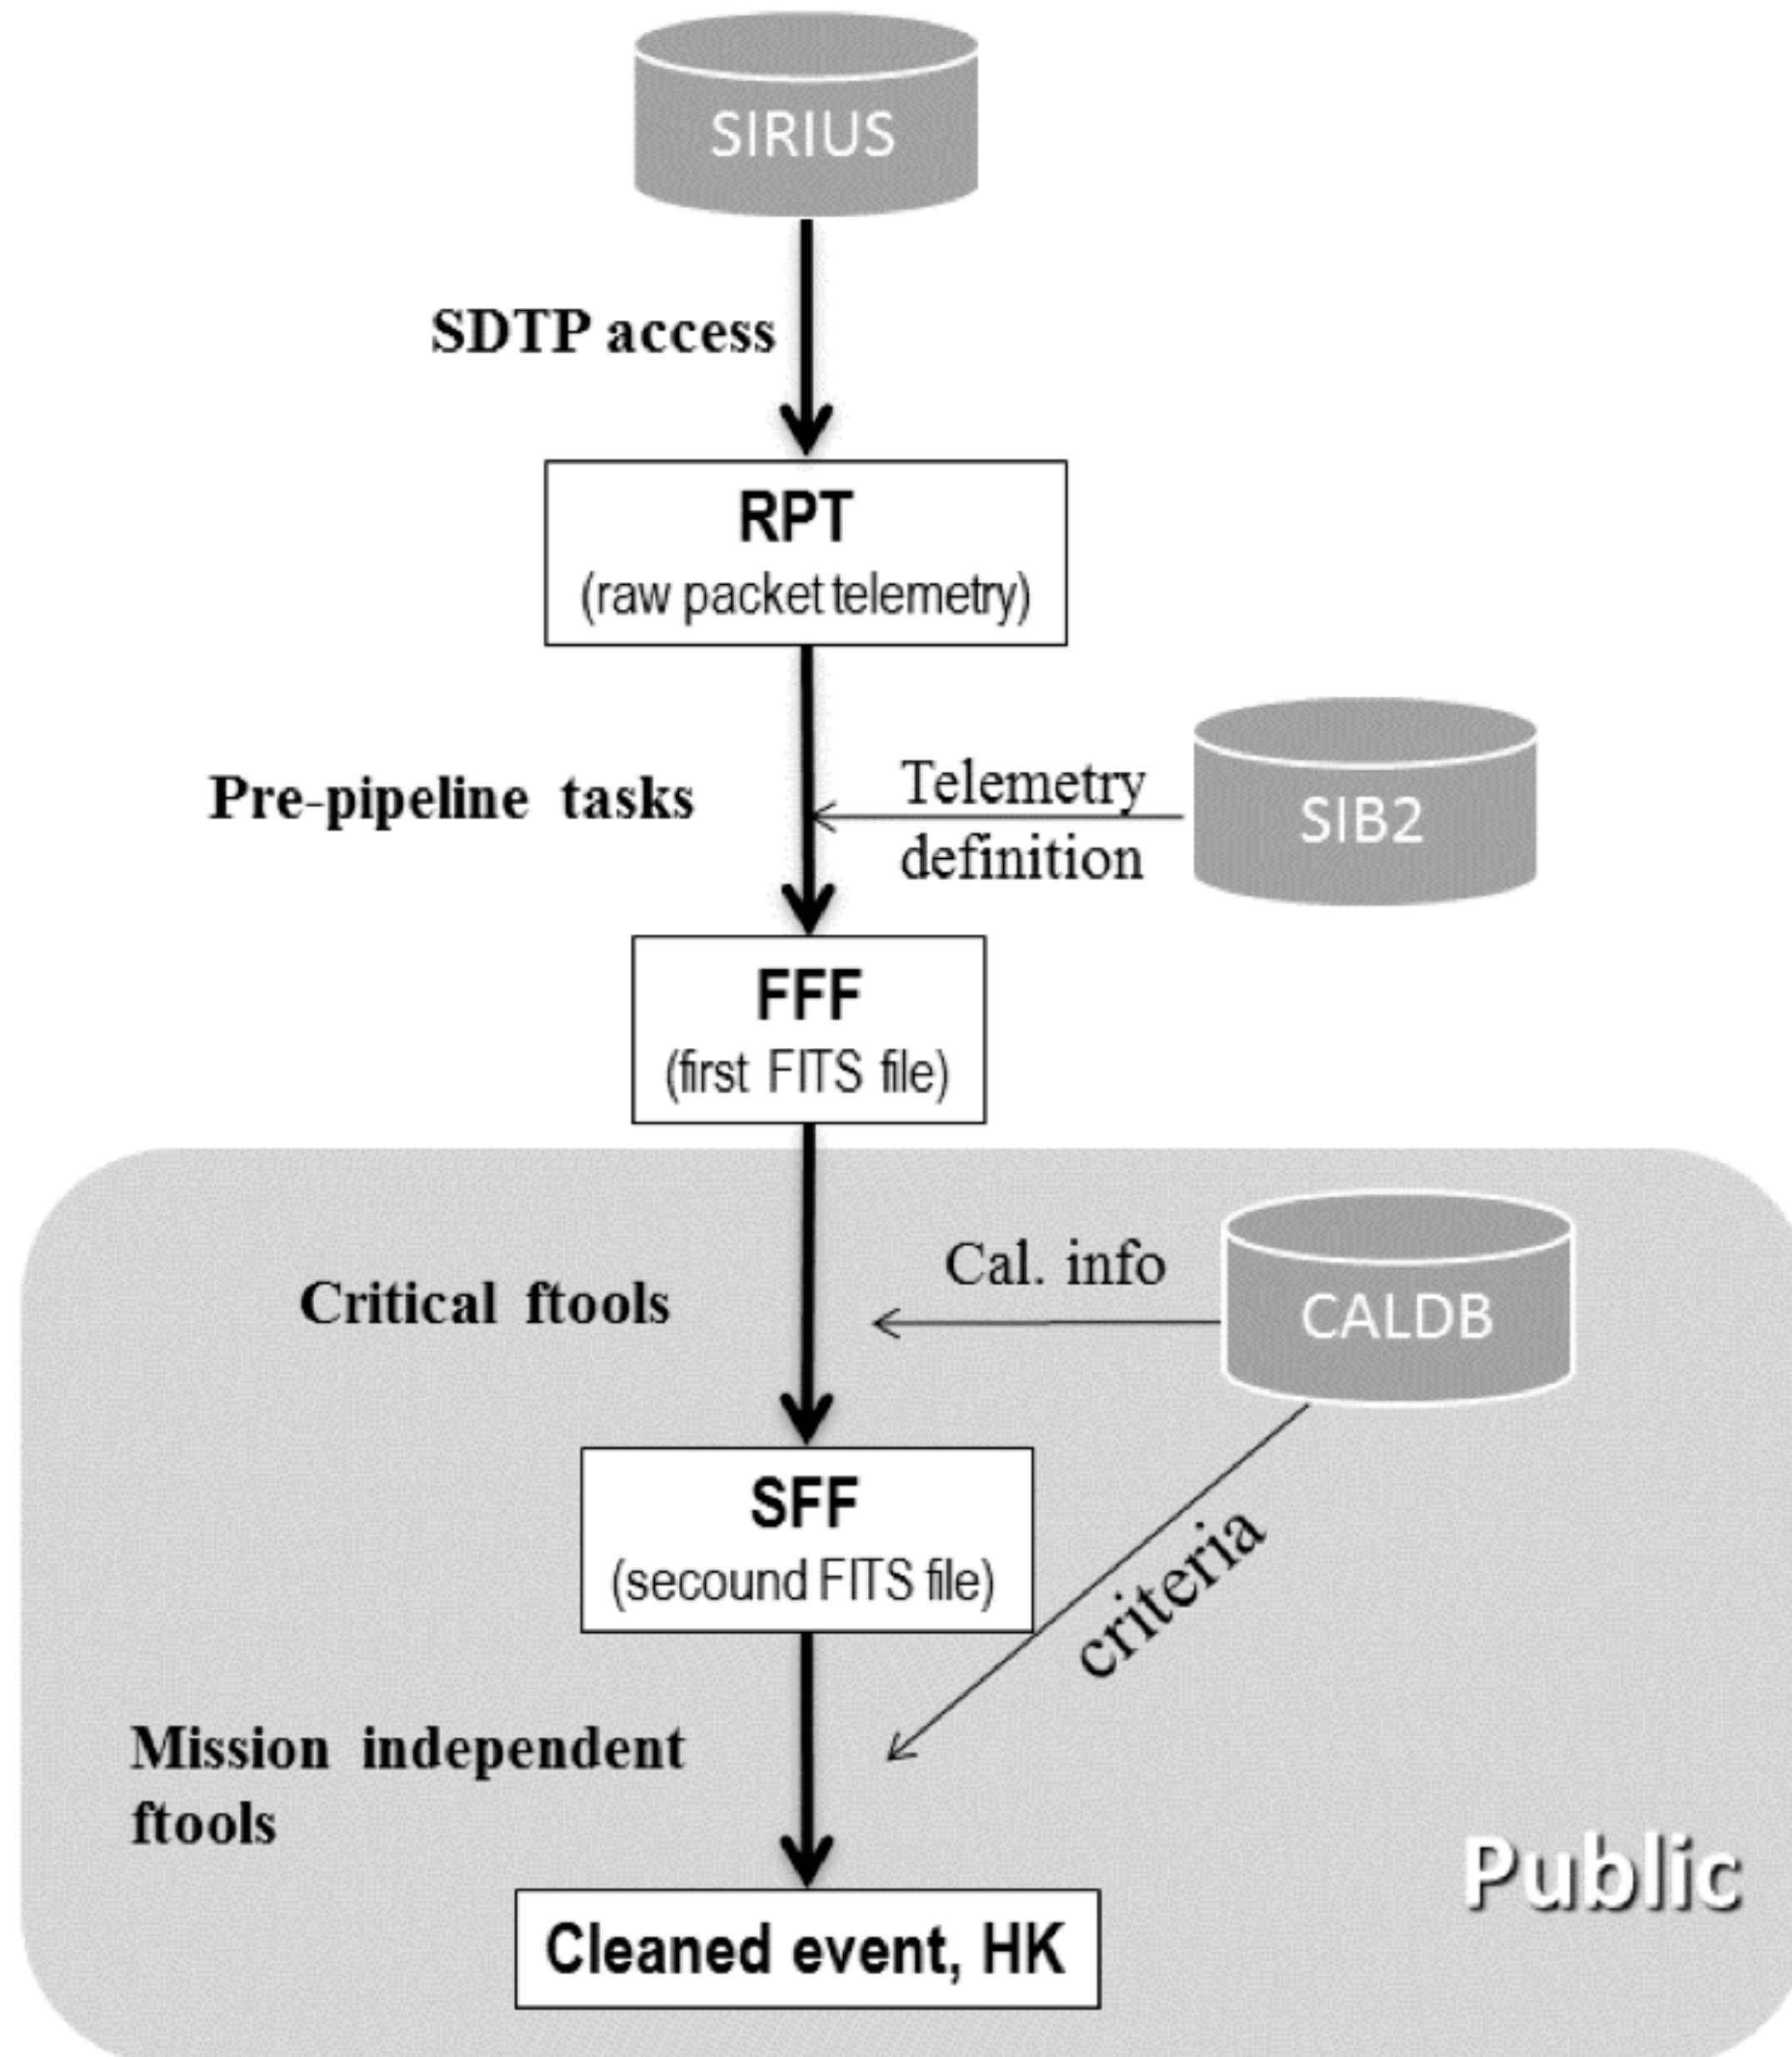 SIRIUS
SDTP access
RPT
(raw packet telemetry)
Pre-pipeline tasks
Telemetry
definition
SIB2
FFF
(first FITS file)
Critical ftools
Cal. info
CALDB
SFF
(secound FITS file)
criteria
Mission independent
ftools
Public
Cleaned event, HK